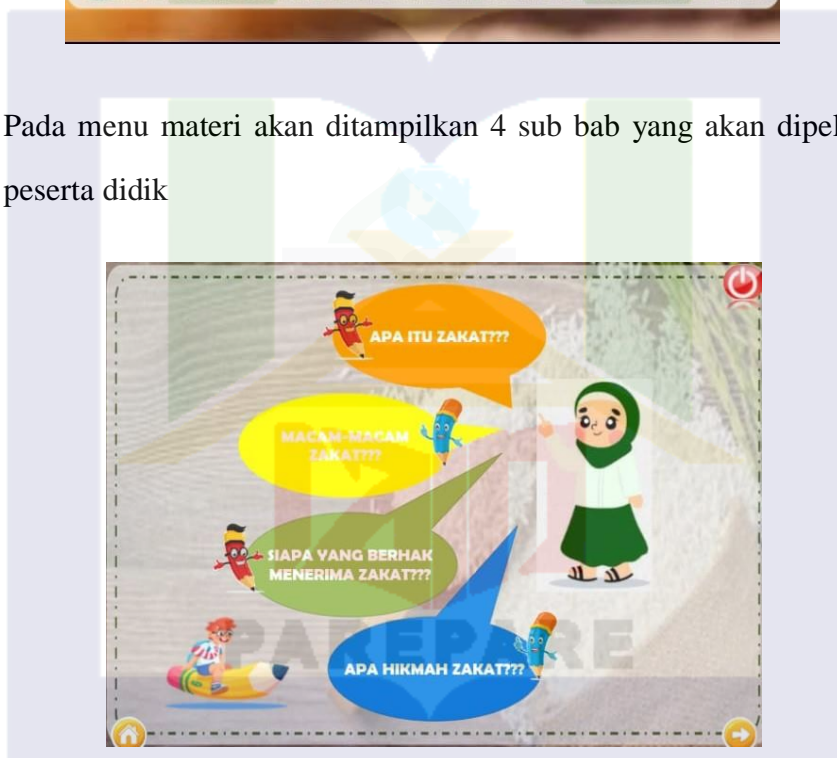 Pada menu materi akan ditampilkan 4 sub bab yang akan
peserta didik
APA ITU ZAKAT???
MACAM-MACAM
ZAKAT???
SIAPA YANG BERHAK
MENERIMA ZAKAT???
PAREPARE
APA HIKMAH ZAKAT???